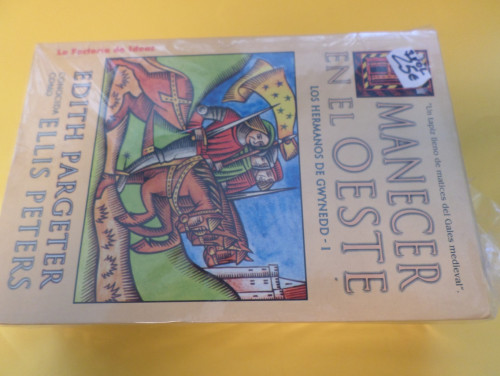 "Un tapiz lleno de matices del Gales medieval".
MANECER
EN EL OESTE
LOS HERMANOS DE GWYNEDD - I
EDITH PARGETER
CONOCIDA
COMO
ELLIS PETERS
La Factoría de Ideas